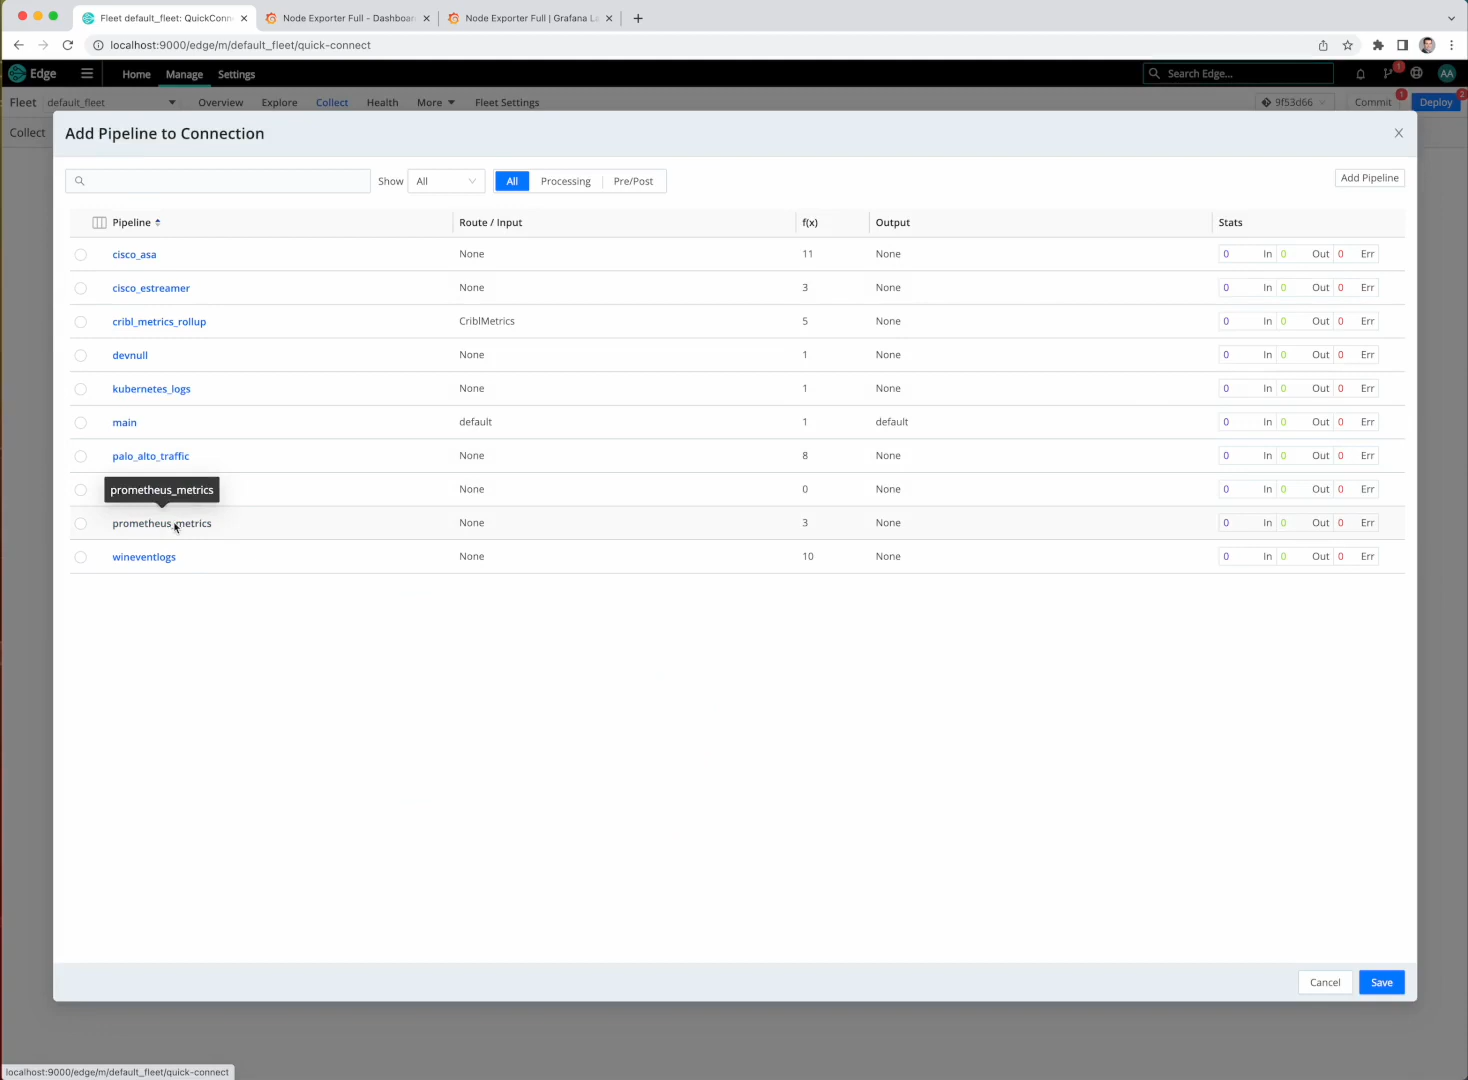 Fleet default_fleet: QuickConn
Node Exporter Full - Dashboar
Node Exporter Full | Grafana La
localhost:9000/edge/m/default_fleet/quick-connect
Edge Home Manage Settings Search Edge... 1 AA
Fleet default_fleet Overview Explore Collect Health More Fleet Settings 9f53d66 Commit 1 Deploy 2
Collect
Add Pipeline to Connection
Show All All Processing Pre/Post Add Pipeline
Pipeline Route / Input f(x) Output Stats
cisco_asa None 11 None 0 In 0 Out 0 Err
cisco_estreamer None 3 None 0 In 0 Out 0 Err
cribl_metrics_rollup CriblMetrics 5 None 0 In 0 Out 0 Err
devnull None 1 None 0 In 0 Out 0 Err
kubernetes_logs None 1 None 0 In 0 Out 0 Err
main default 1 default 0 In 0 Out 0 Err
palo_alto_traffic None 8 None 0 In 0 Out 0 Err
prometheus_metrics None 0 None 0 In 0 Out 0 Err
prometheus_metrics None 3 None 0 In 0 Out 0 Err
wineventlogs None 10 None 0 In 0 Out 0 Err
Cancel Save
localhost:9000/edge/m/default_fleet/quick-connect